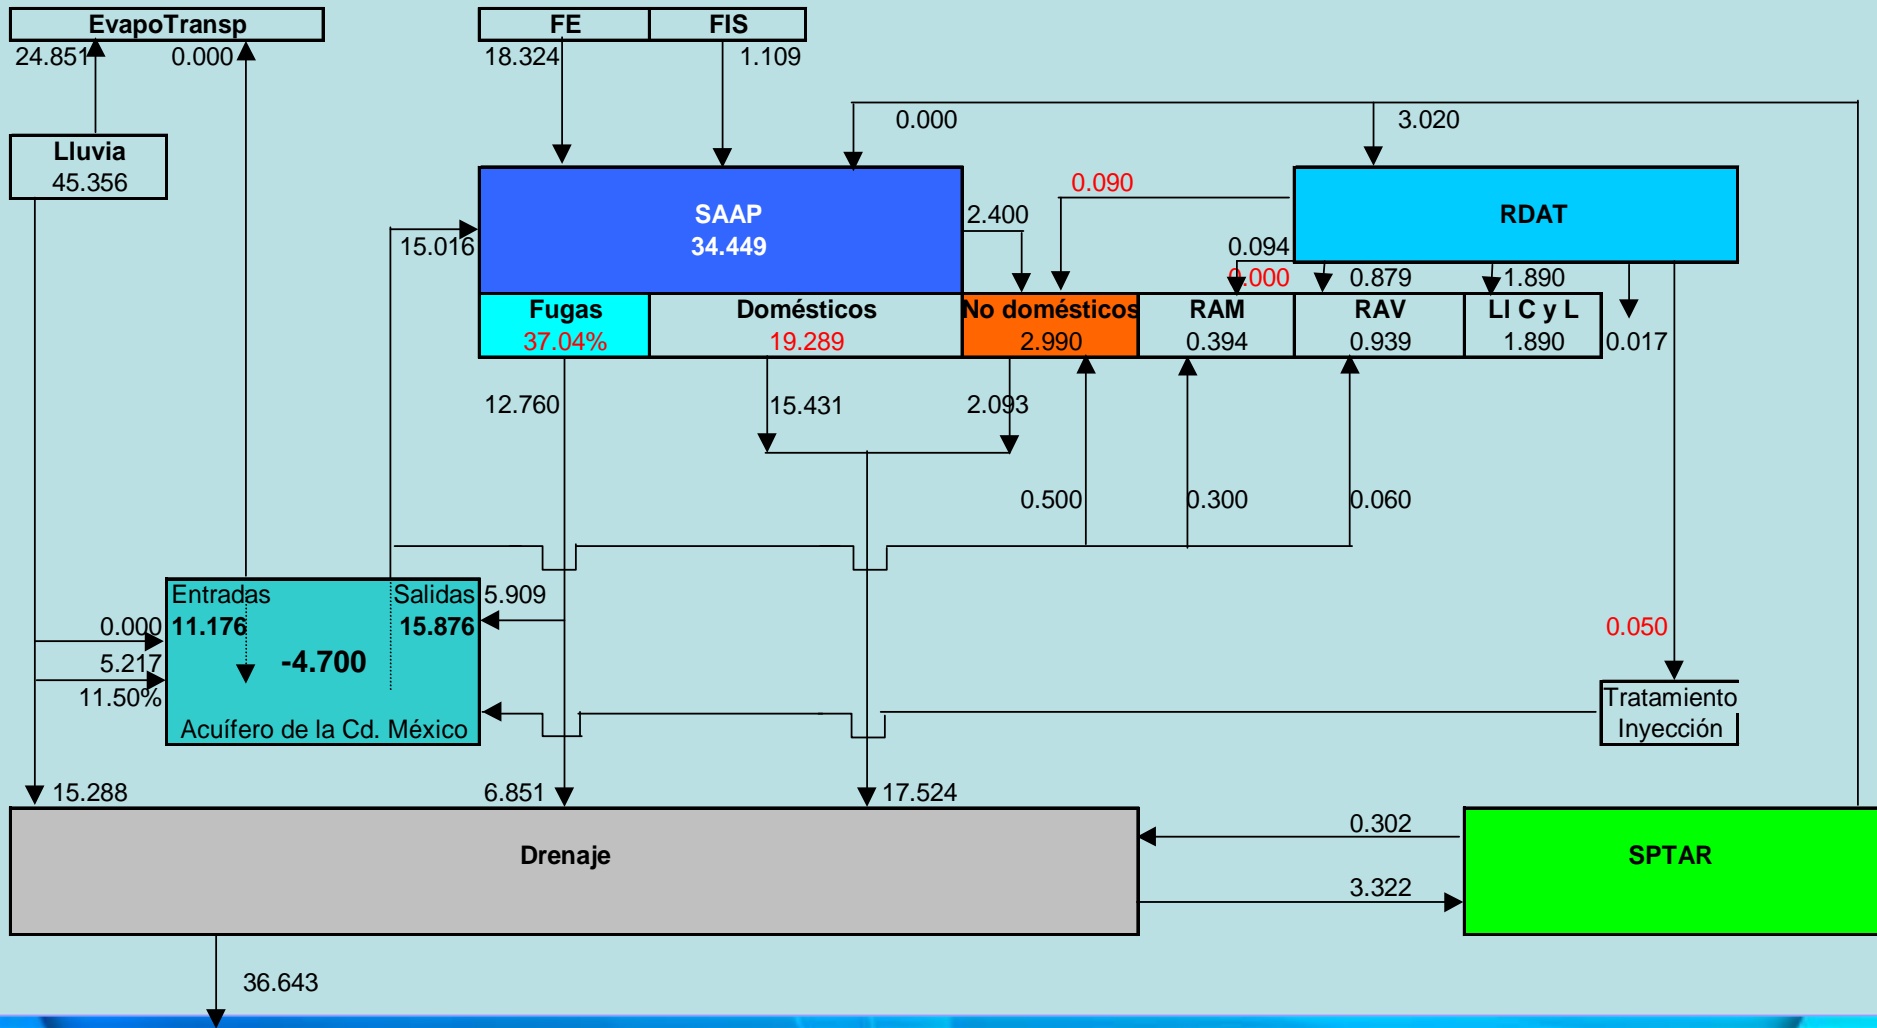 EvapoTransp
FE
FIS
24.851
0.000
18.324
1.109
0.000
3.020
Lluvia
45.356
0.090
SAAP
34.449
2.400
RDAT
15.016
0.094
0.000
0.879
1.890
Fugas
37.04%
Domésticos
19.289
No domésticos
2.990
RAM
0.394
RAV
0.939
LI C y L
1.890
0.017
12.760
15.431
2.093
0.500
0.300
0.060
Entradas
11.176
Salidas
15.876
5.909
0.000
5.217
11.50%
-4.700
0.050
Acuífero de la Cd. México
Tratamiento
Inyección
15.288
6.851
17.524
Drenaje
0.302
3.322
SPTAR
36.643